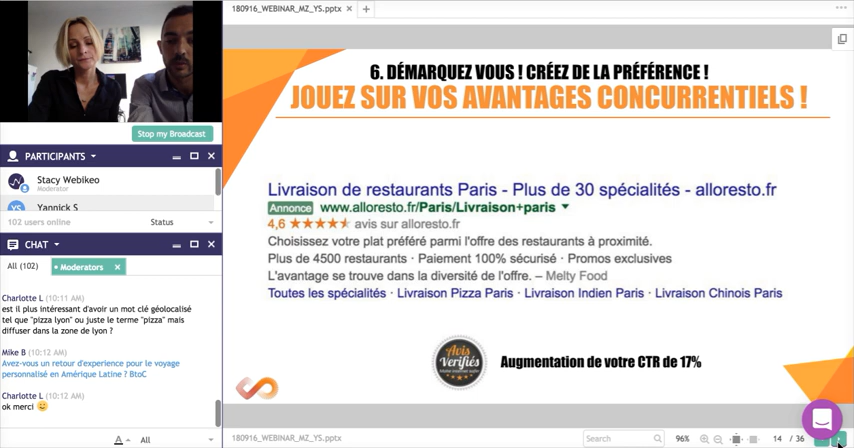 180916_WEBINAR_MZ_YS.pptx
Stop my Broadcast
PARTICIPANTS
Stacy Webikeo
Moderator
YS
Yannick S
102 users online
Status
CHAT
All (102)
Moderators
Charlotte L (10:11 AM)
est il plus intéressant d'avoir un mot clé géolocalisé
tel que "pizza lyon" ou juste le terme "pizza" mais
diffuser dans la zone de lyon ?
Mike B (10:12 AM)
Avez-vous un retour d'experience pour le voyage
personnalisé en Amérique Latine ? BtoC
Charlotte L (10:12 AM)
ok merci
A
All
6. DÉMARQUEZ VOUS ! CRÉEZ DE LA PRÉFÉRENCE !
JOUEZ SUR VOS AVANTAGES CONCURRENTIELS !
Livraison de restaurants Paris - Plus de 30 spécialités - alloresto.fr
Annonce www.alloresto.fr/Paris/Livraison+paris
4,6 ★★★★★ avis sur alloresto.fr
Choisissez votre plat préféré parmi l'offre des restaurants à proximité.
Plus de 4500 restaurants · Paiement 100% sécurisé · Promos exclusives
L'avantage se trouve dans la diversité de l'offre. – Melty Food
Toutes les spécialités · Livraison Pizza Paris · Livraison Indien Paris · Livraison Chinois Paris
Avis
Vérifiés
Augmentation de votre CTR de 17%
180916_WEBINAR_MZ_YS.pptx
Search
96%
14 / 36